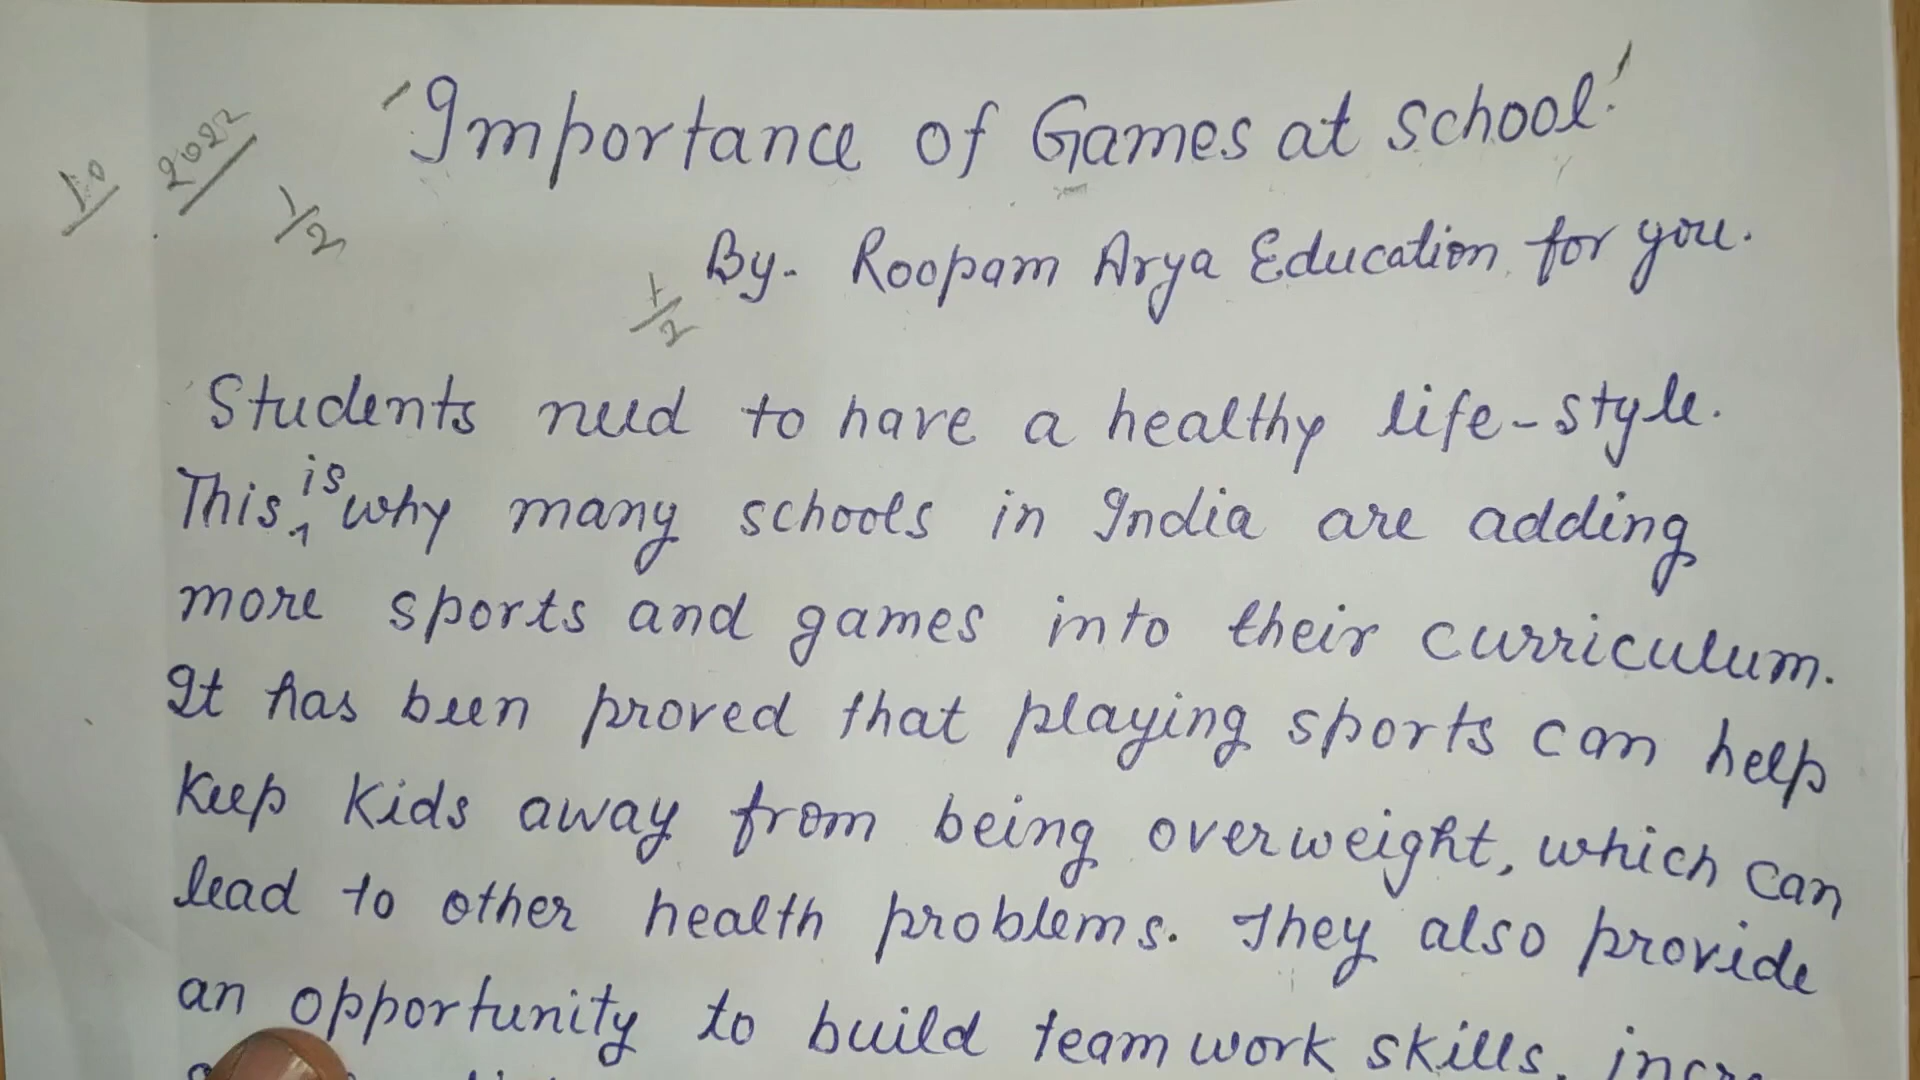 'Importance of Games at school'
10 2022 1/2
By- Roopam Arya Education for you.
1/2
Students need to have a healthy life-style.
This is why many schools in India are adding
more sports and games into their curriculum.
It has been proved that playing sports can help
keep kids away from being overweight, which can
lead to other health problems. They also provide
an opportunity to build team work skills,